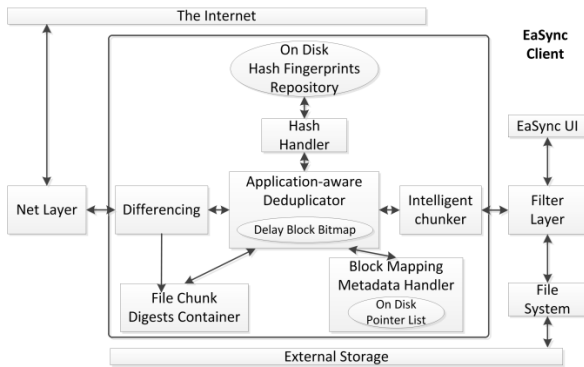 The Internet
EaSync
Client
On Disk
Hash Fingerprints
Repository
EaSync UI
Hash
Handler
Net Layer
Differencing
Application-aware
Deduplicator
Delay Block Bitmap
Intelligent
chunker
Filter
Layer
File Chunk
Digests Container
Block Mapping
Metadata Handler
On Disk
Pointer List
File
System
External Storage